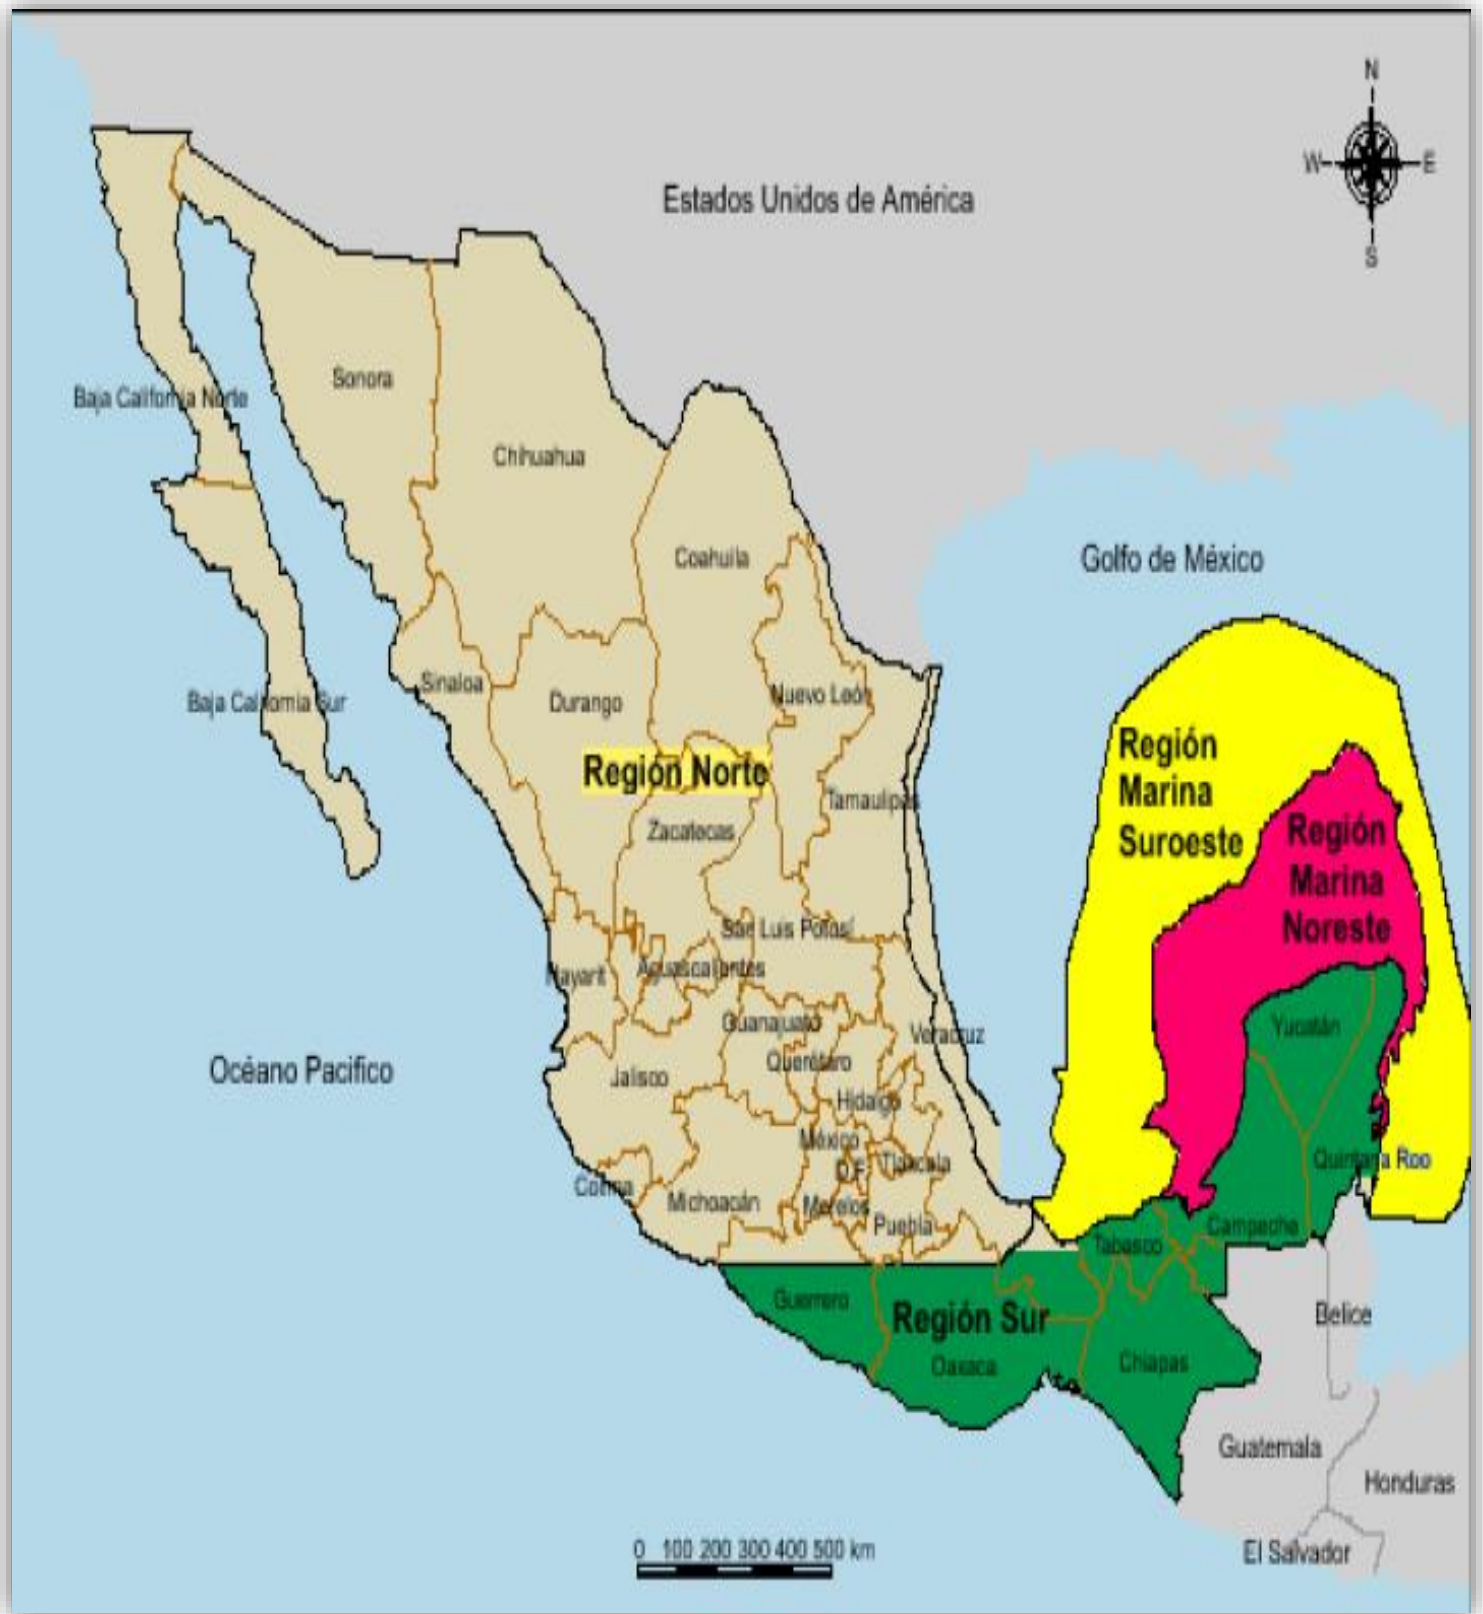 N
W
E
S
Estados Unidos de América
Sonora
Baja California Norte
Chihuahua
Coahuila
Golfo de México
Sinaloa
Baja California Sur
Durango
Nuevo León
Región Norte
Región
Marina
Suroeste
Tamaulipas
Zacatecas
Región
Marina
Noreste
San Luis Potosí
Nayarit
Aguascalientes
Guanajuato
Veracruz
Yucatán
Querétaro
Océano Pacifico
Jalisco
Hidalgo
México
D.F.
Tlaxcala
Quintana Roo
Colima
Michoacán
Morelos
Puebla
Campeche
Tabasco
Guerrero
Región Sur
Belice
Oaxaca
Chiapas
Guatemala
Honduras
0 100 200 300 400 500 km
El Salvador